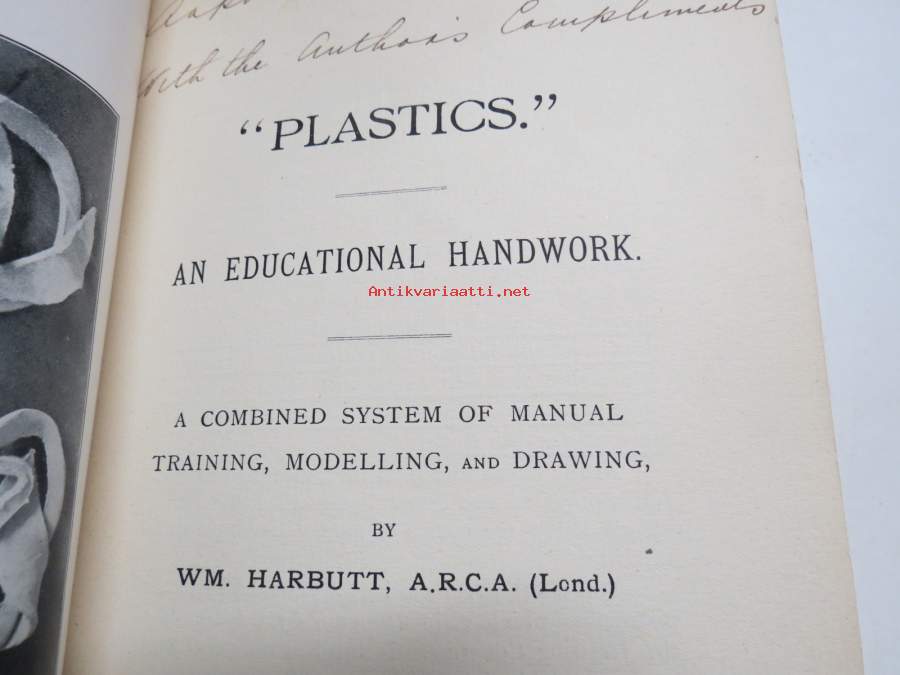 With the Author's Compliments
"PLASTICS."
AN EDUCATIONAL HANDWORK.
Antikvariaatti.net
A COMBINED SYSTEM OF MANUAL
TRAINING, MODELLING, AND DRAWING,
BY
WM. HARBUTT, A.R.C.A. (Lond.)